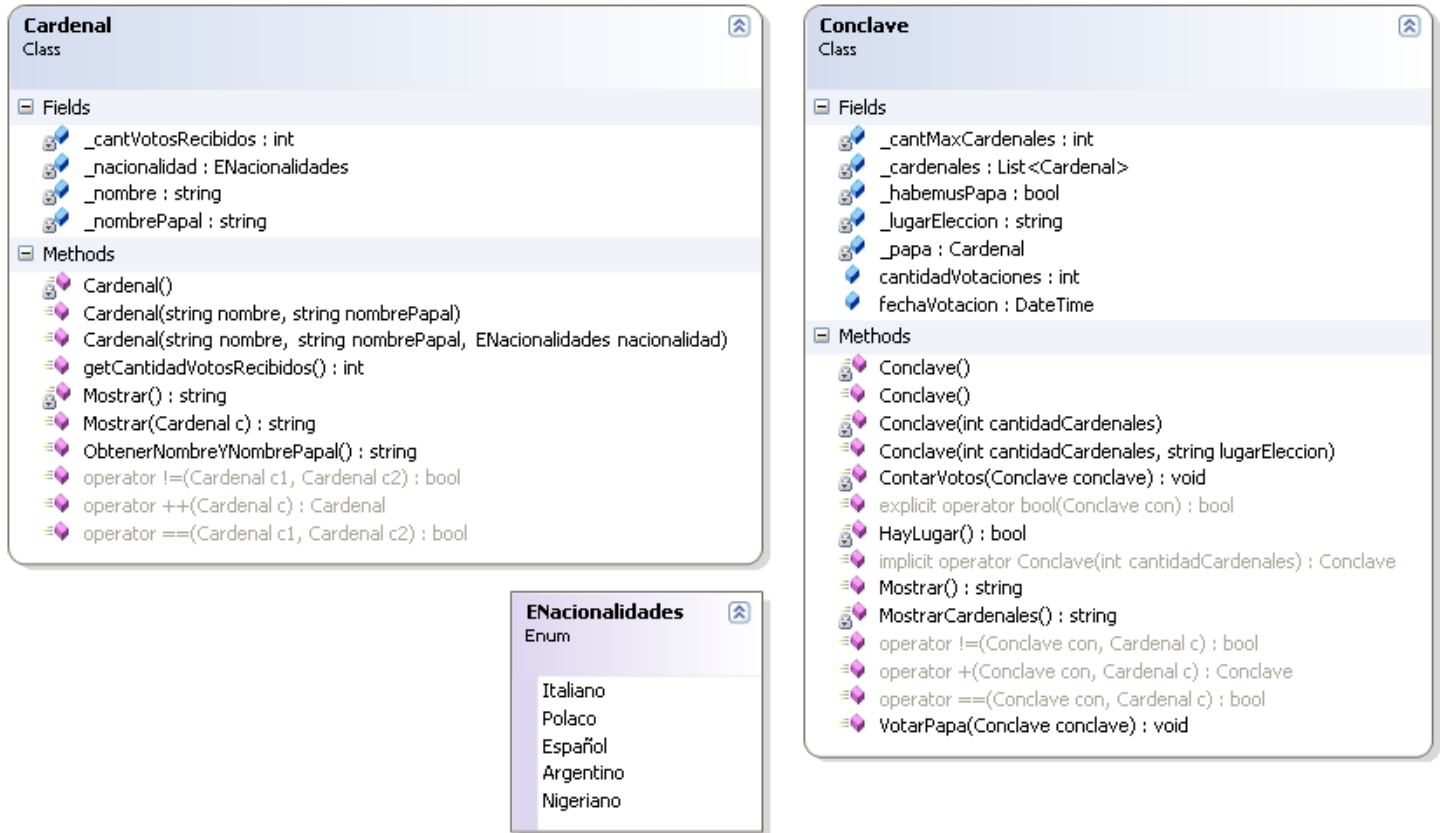 Cardenal
Class
Fields
_cantVotosRecibidos : int
_nacionalidad : ENacionalidades
_nombre : string
_nombrePapal : string
Methods
Cardenal()
Cardenal(string nombre, string nombrePapal)
Cardenal(string nombre, string nombrePapal, ENacionalidades nacionalidad)
getCantidadVotosRecibidos() : int
Mostrar() : string
Mostrar(Cardenal c) : string
ObtenerNombreYNombrePapal() : string
operator !=(Cardenal c1, Cardenal c2) : bool
operator ++(Cardenal c) : Cardenal
operator ==(Cardenal c1, Cardenal c2) : bool
Conclave
Class
Fields
_cantMaxCardenales : int
_cardenales : List<Cardenal>
_habemusPapa : bool
_lugarEleccion : string
_papa : Cardenal
cantidadVotaciones : int
fechaVotacion : DateTime
Methods
Conclave()
Conclave()
Conclave(int cantidadCardenales)
Conclave(int cantidadCardenales, string lugarEleccion)
ContarVotos(Conclave conclave) : void
explicit operator bool(Conclave con) : bool
HayLugar() : bool
implicit operator Conclave(int cantidadCardenales) : Conclave
Mostrar() : string
MostrarCardenales() : string
operator !=(Conclave con, Cardenal c) : bool
operator +(Conclave con, Cardenal c) : Conclave
operator ==(Conclave con, Cardenal c) : bool
VotarPapa(Conclave conclave) : void
ENacionalidades
Enum
Italiano
Polaco
Español
Argentino
Nigeriano